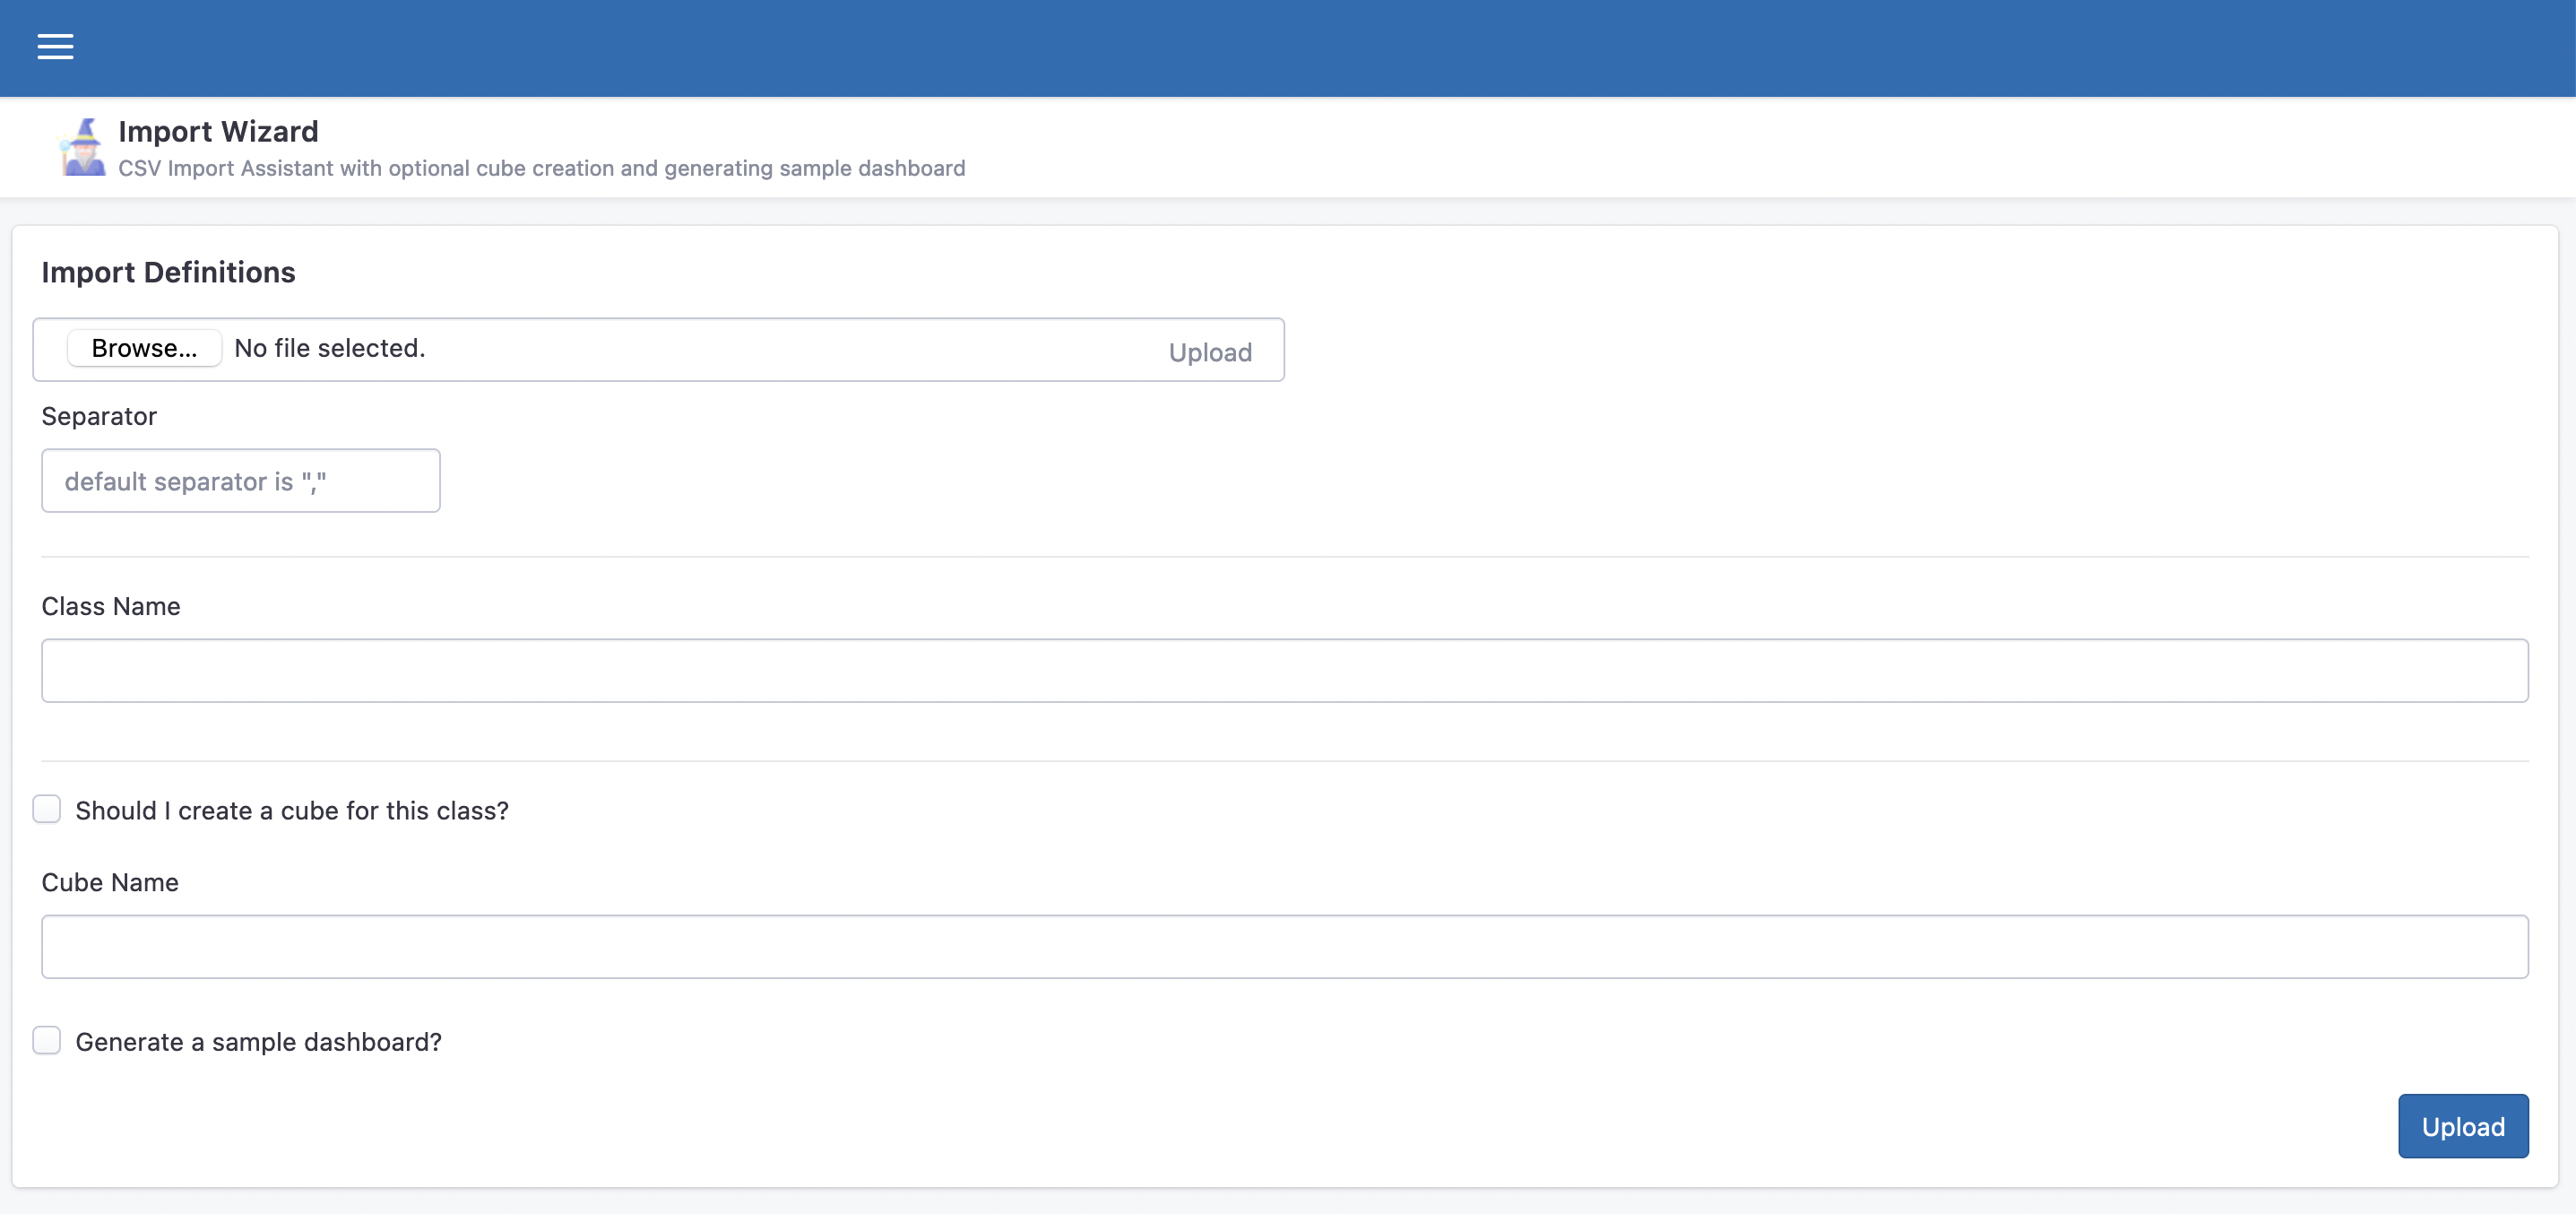 Import Wizard
CSV Import Assistant with optional cube creation and generating sample dashboard
Import Definitions
Browse... No file selected. Upload
Separator
default separator is ","
Class Name
Should I create a cube for this class?
Cube Name
Generate a sample dashboard?
Upload